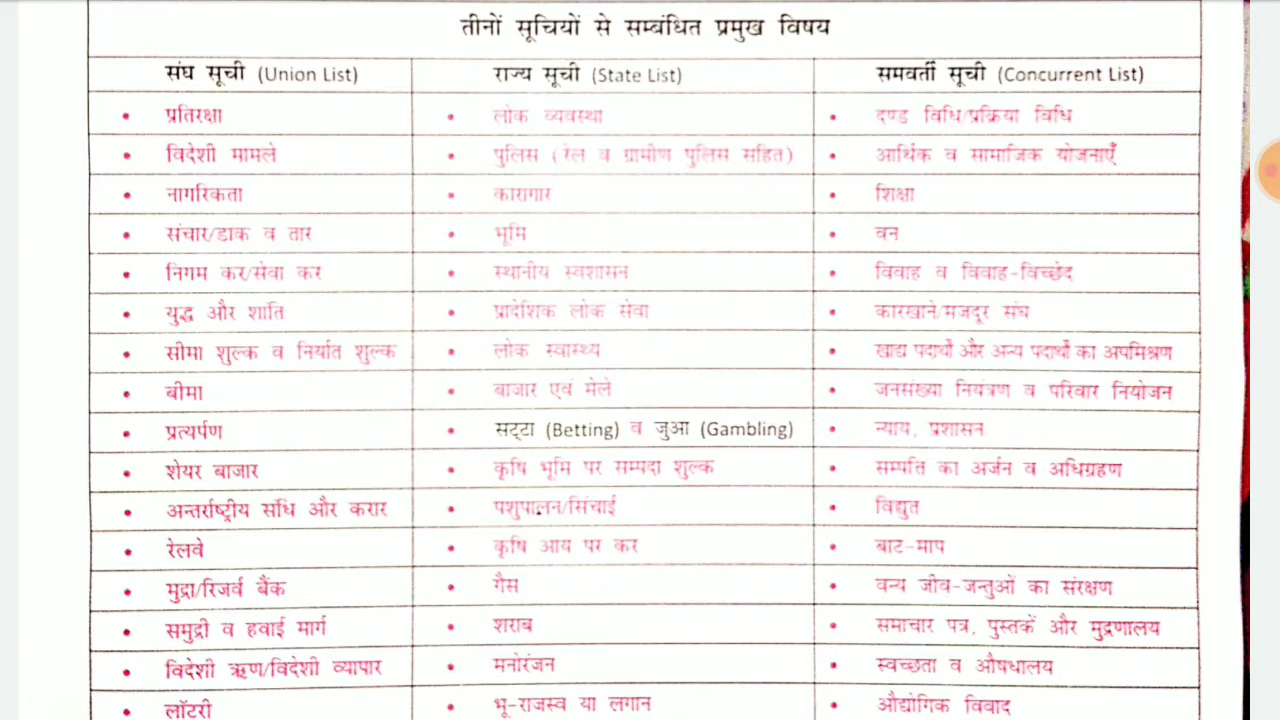 तीनों सूचियों से सम्बंधित प्रमुख विषय
संघ सूची (Union List) राज्य सूची (State List) समवर्ती सूची (Concurrent List)
• प्रतिरक्षा • लोक व्यवस्था • दण्ड विधि/प्रक्रिया विधि
• विदेशी मामले • पुलिस (रेल व ग्रामीण पुलिस सहित) • आर्थिक व सामाजिक योजनाएँ
• नागरिकता • कारागार • शिक्षा
• संचार/डाक व तार • भूमि • वन
• निगम कर/सेवा कर • स्थानीय स्वशासन • विवाह व विवाह-विच्छेद
• युद्ध और शांति • प्रादेशिक लोक सेवा • कारखाने/मजदूर संघ
• सीमा शुल्क व निर्यात शुल्क • लोक स्वास्थ्य • खाद्य पदार्थों और अन्य पदार्थों का अपमिश्रण
• बीमा • बाजार एवं मेले • जनसंख्या नियंत्रण व परिवार नियोजन
• प्रत्यर्पण • सट्टा (Betting) व जुआ (Gambling) • न्याय, प्रशासन
• शेयर बाजार • कृषि भूमि पर सम्पदा शुल्क • सम्पति का अर्जन व अधिग्रहण
• अन्तर्राष्ट्रीय संधि और करार • पशुपालन/सिंचाई • विद्युत
• रेलवे • कृषि आय पर कर • बाट-माप
• मुद्रा/रिजर्व बैंक • गैस • वन्य जीव-जन्तुओं का संरक्षण
• समुद्री व हवाई मार्ग • शराब • समाचार पत्र, पुस्तकें और मुद्रणालय
• विदेशी ऋण/विदेशी व्यापार • मनोरंजन • स्वच्छता व औषधालय
• लॉटरी • भू-राजस्व या लगान • औद्योगिक विवाद